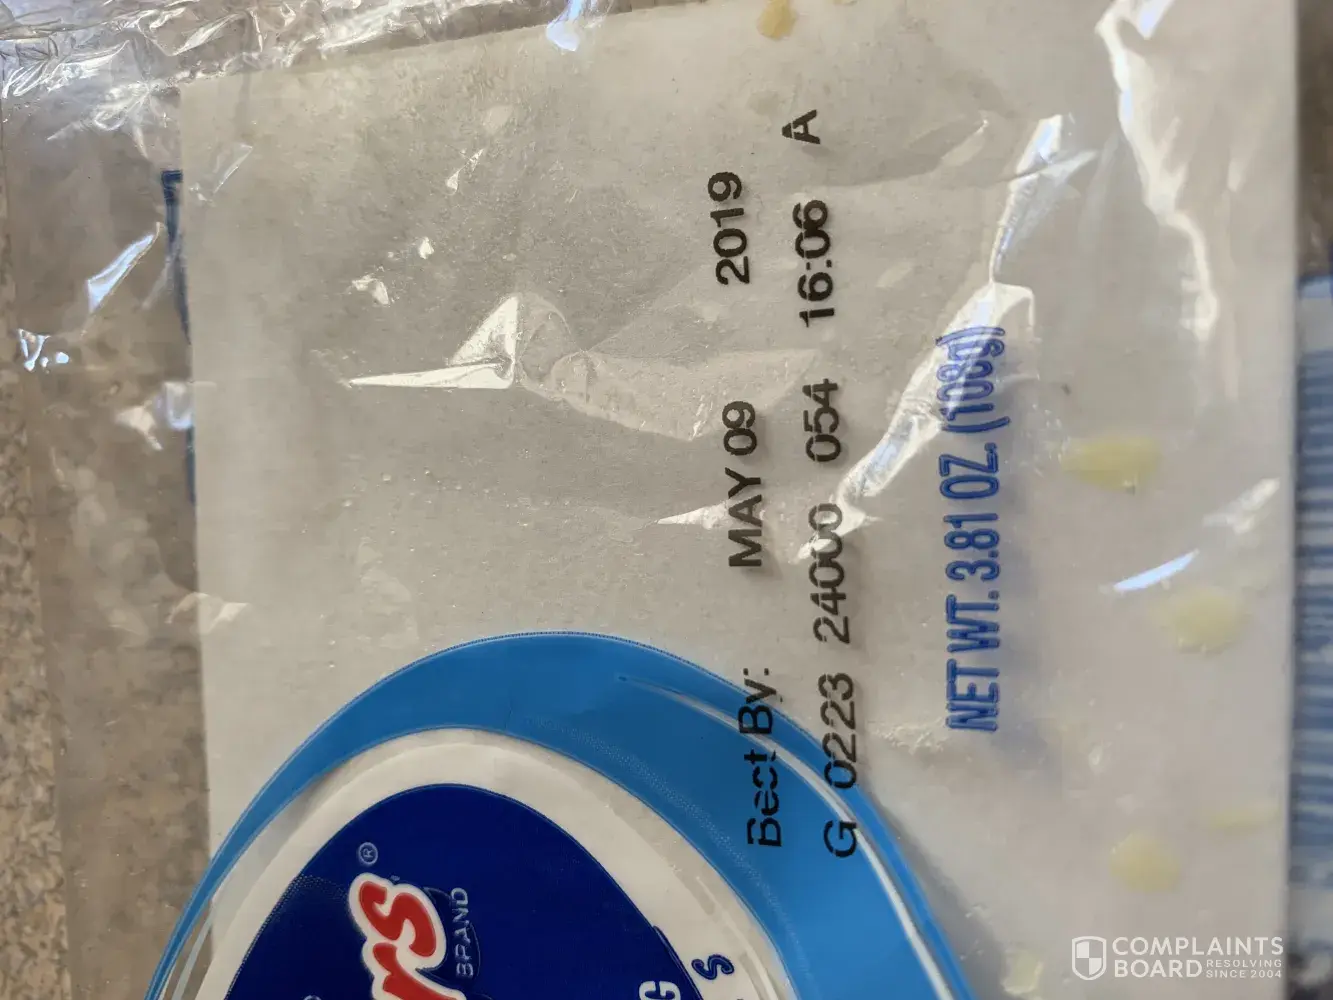 Best By: MAY 09 2019
G 0223 24000 054 16:06 A
NET WT. 3.81 OZ. (108g)
®
BRAND
COMPLAINTS
BOARD RESOLVING
SINCE 2004